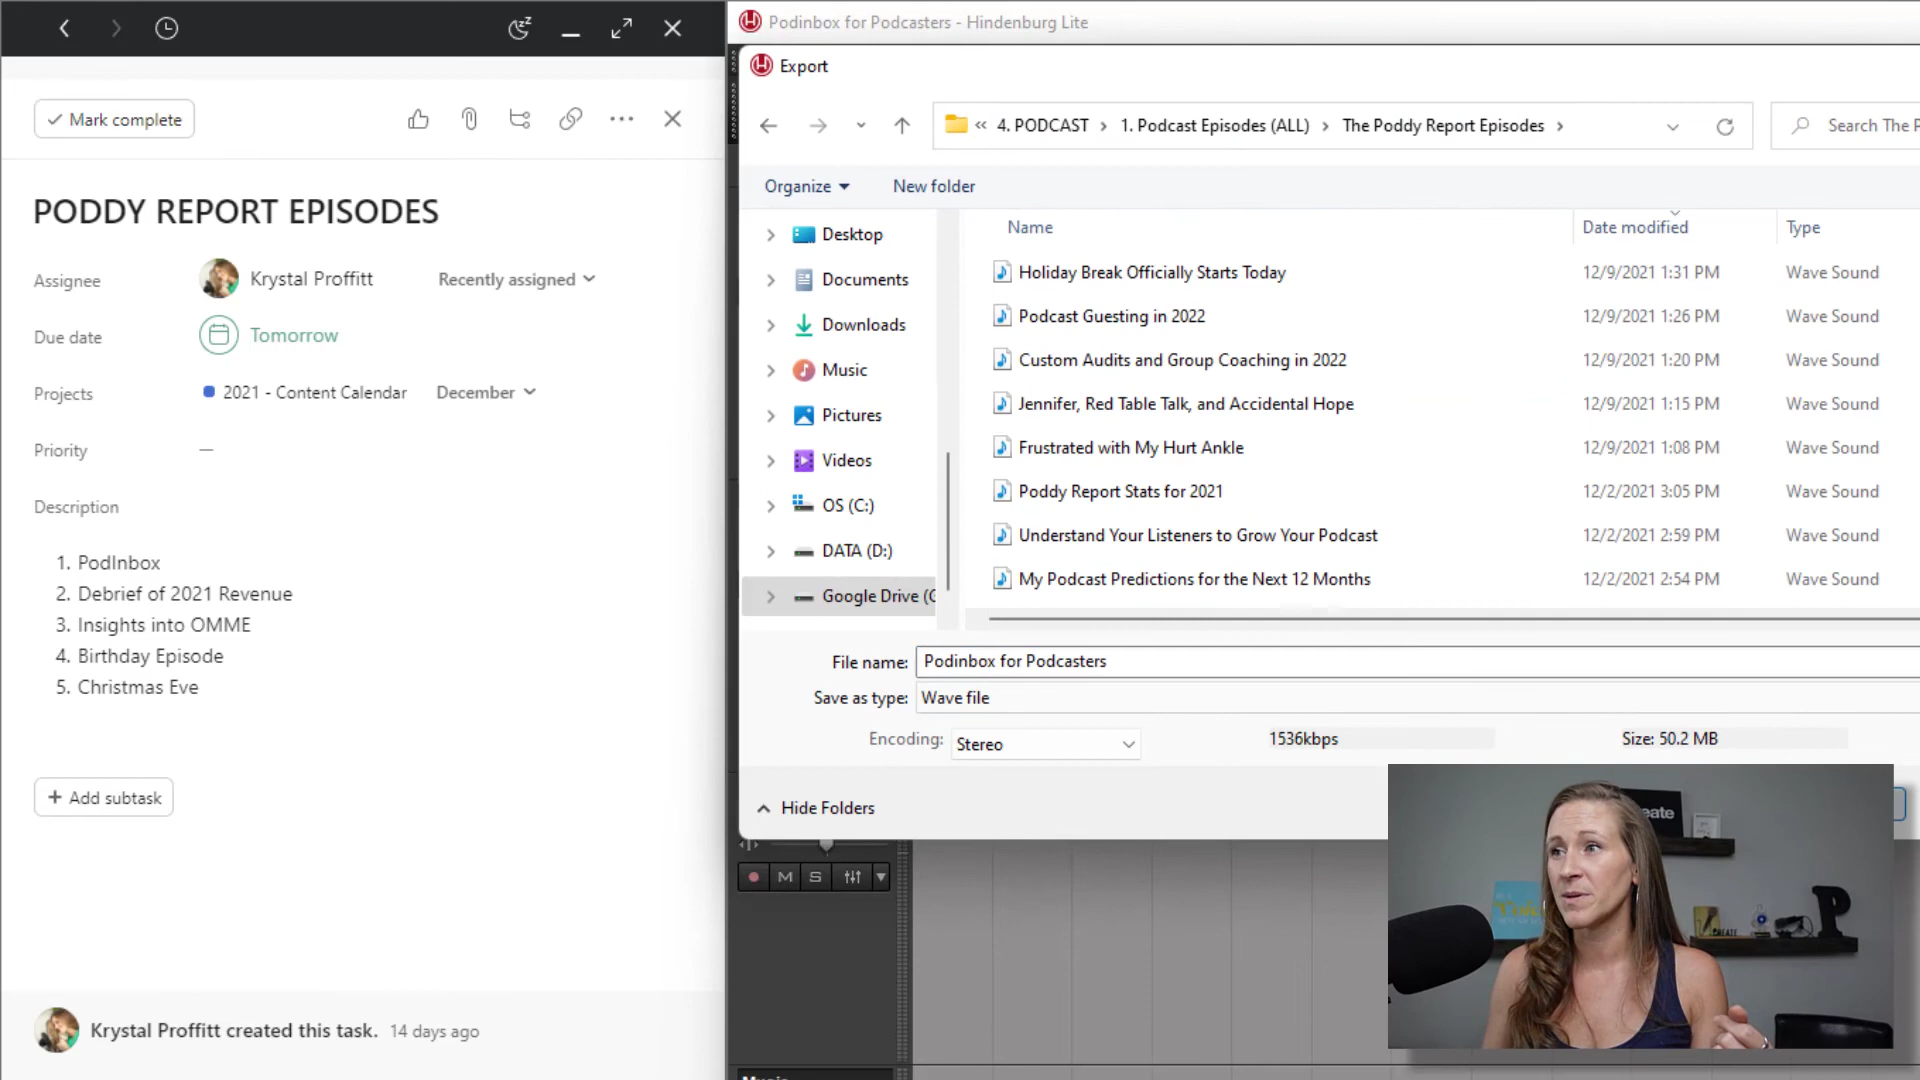 Mark complete
PODDY REPORT EPISODES
Assignee
Krystal Proffitt
Recently assigned
Due date
Tomorrow
Projects
2021 - Content Calendar
December
Priority
—
Description
1. PodInbox
2. Debrief of 2021 Revenue
3. Insights into OMME
4. Birthday Episode
5. Christmas Eve
+ Add subtask
Krystal Proffitt created this task. 14 days ago
Podinbox for Podcasters - Hindenburg Lite
Export
« 4. PODCAST › 1. Podcast Episodes (ALL) › The Poddy Report Episodes ›
Search The P
Organize
New folder
Desktop
Documents
Downloads
Music
Pictures
Videos
OS (C:)
DATA (D:)
Google Drive (G
Name Date modified Type
Holiday Break Officially Starts Today 12/9/2021 1:31 PM Wave Sound
Podcast Guesting in 2022 12/9/2021 1:26 PM Wave Sound
Custom Audits and Group Coaching in 2022 12/9/2021 1:20 PM Wave Sound
Jennifer, Red Table Talk, and Accidental Hope 12/9/2021 1:15 PM Wave Sound
Frustrated with My Hurt Ankle 12/9/2021 1:08 PM Wave Sound
Poddy Report Stats for 2021 12/2/2021 3:05 PM Wave Sound
Understand Your Listeners to Grow Your Podcast 12/2/2021 2:59 PM Wave Sound
My Podcast Predictions for the Next 12 Months 12/2/2021 2:54 PM Wave Sound
File name: Podinbox for Podcasters
Save as type: Wave file
Encoding: Stereo 1536kbps Size: 50.2 MB
Hide Folders
M S
eate
P
CREATE